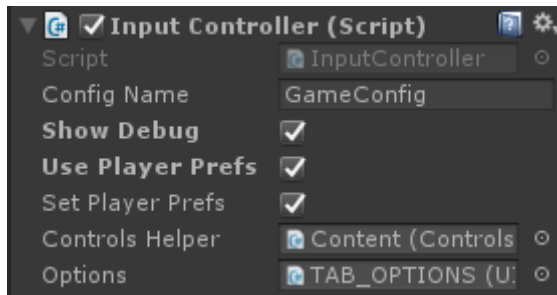 Input Controller (Script)
Script InputController
Config Name GameConfig
Show Debug
Use Player Prefs
Set Player Prefs
Controls Helper Content (Controls
Options TAB_OPTIONS (U